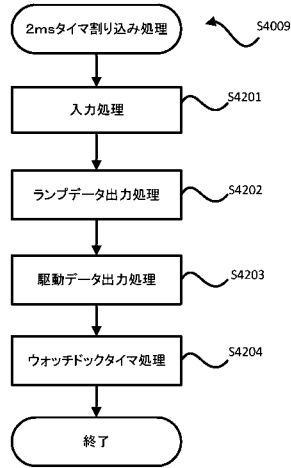 2msタイマ割り込み処理
S4009
入力処理
S4201
ランプデータ出力処理
S4202
駆動データ出力処理
S4203
ウォッチドックタイマ処理
S4204
終了